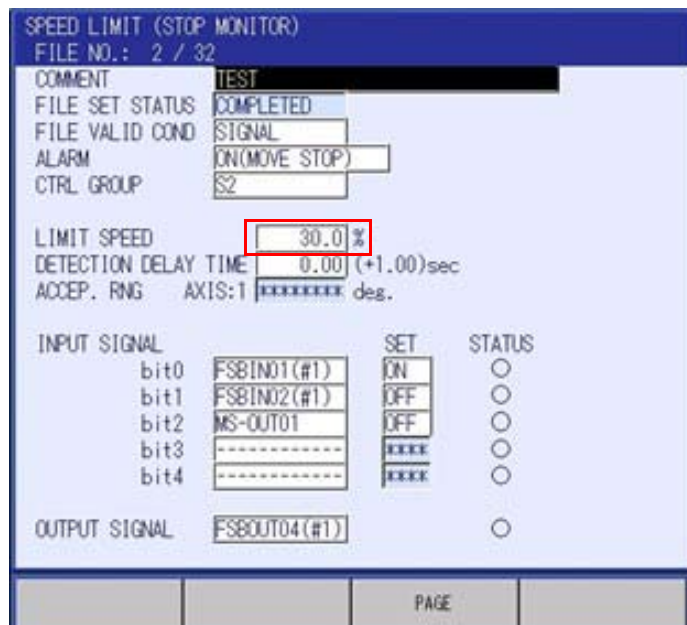 SPEED LIMIT (STOP MONITOR)
FILE NO.: 2 / 32
COMMENT TEST
FILE SET STATUS COMPLETED
FILE VALID COND SIGNAL
ALARM ON(MOVE STOP)
CTRL GROUP S2
LIMIT SPEED 30.0 %
DETECTION DELAY TIME 0.00 (+1.00)sec
ACCEP. RNG AXIS:1 ******** deg.
INPUT SIGNAL SET STATUS
bit0 FSBIN01(#1) ON
bit1 FSBIN02(#1) OFF
bit2 MS-OUT01 OFF
bit3 ------------ ****
bit4 ------------ ****
OUTPUT SIGNAL FSBOUT04(#1)
PAGE